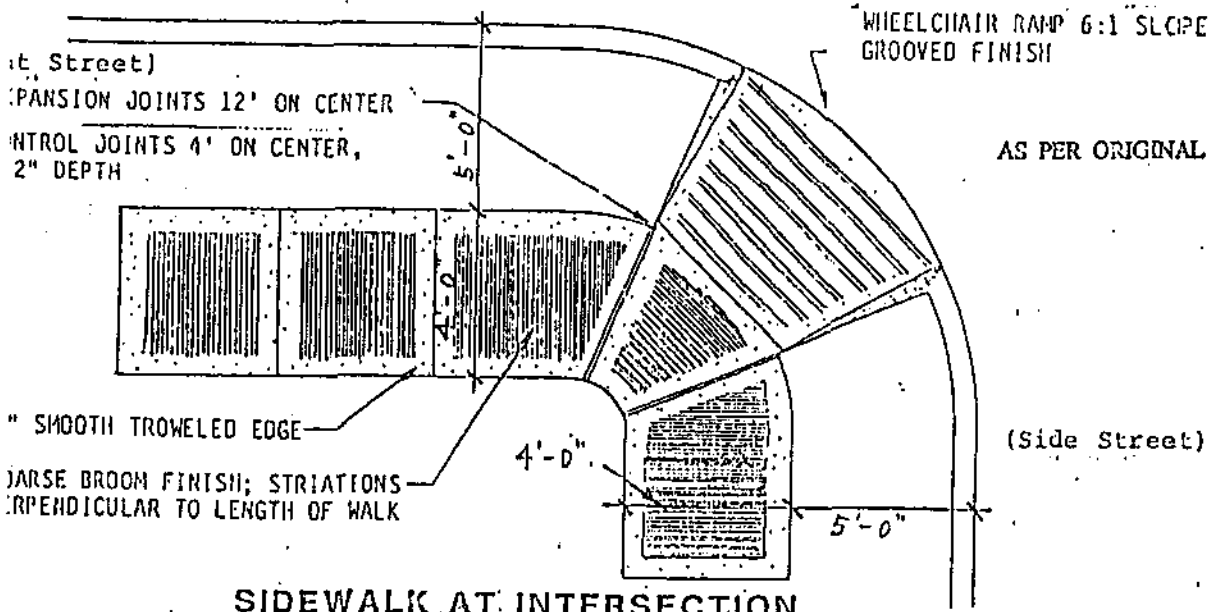 "WHEELCHAIR RAMP 6:1 SLOPE
GROOVED FINISH
t Street)
PANSION JOINTS 12' ON CENTER
NTROL JOINTS 4' ON CENTER,
2" DEPTH
5'-0"
AS PER ORIGINAL
4'-0"
" SMOOTH TROWELED EDGE
OARSE BROOM FINISH; STRIATIONS
ERPENDICULAR TO LENGTH OF WALK
4'-0"
(Side Street)
5'-0"
SIDEWALK AT INTERSECTION